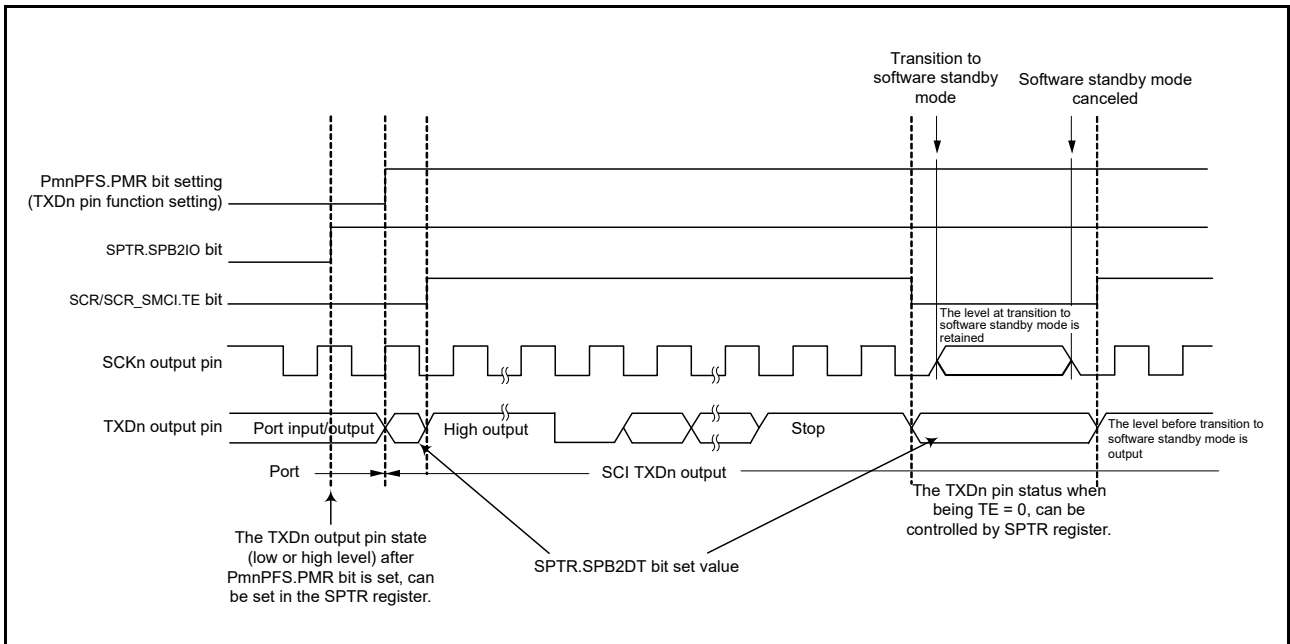 Transition to
software standby
mode
Software standby mode
canceled
PmnPFS.PMR bit setting
(TXDn pin function setting)
SPTR.SPB2IO bit
SCR/SCR_SMCI.TE bit
The level at transition to
software standby mode is
retained
SCKn output pin
TXDn output pin
Port input/output
High output
Stop
The level before transition to
software standby mode is
output
Port
SCI TXDn output
The TXDn pin status when
being TE = 0, can be
controlled by SPTR register.
The TXDn output pin state
(low or high level) after
PmnPFS.PMR bit is set, can
be set in the SPTR register.
SPTR.SPB2DT bit set value